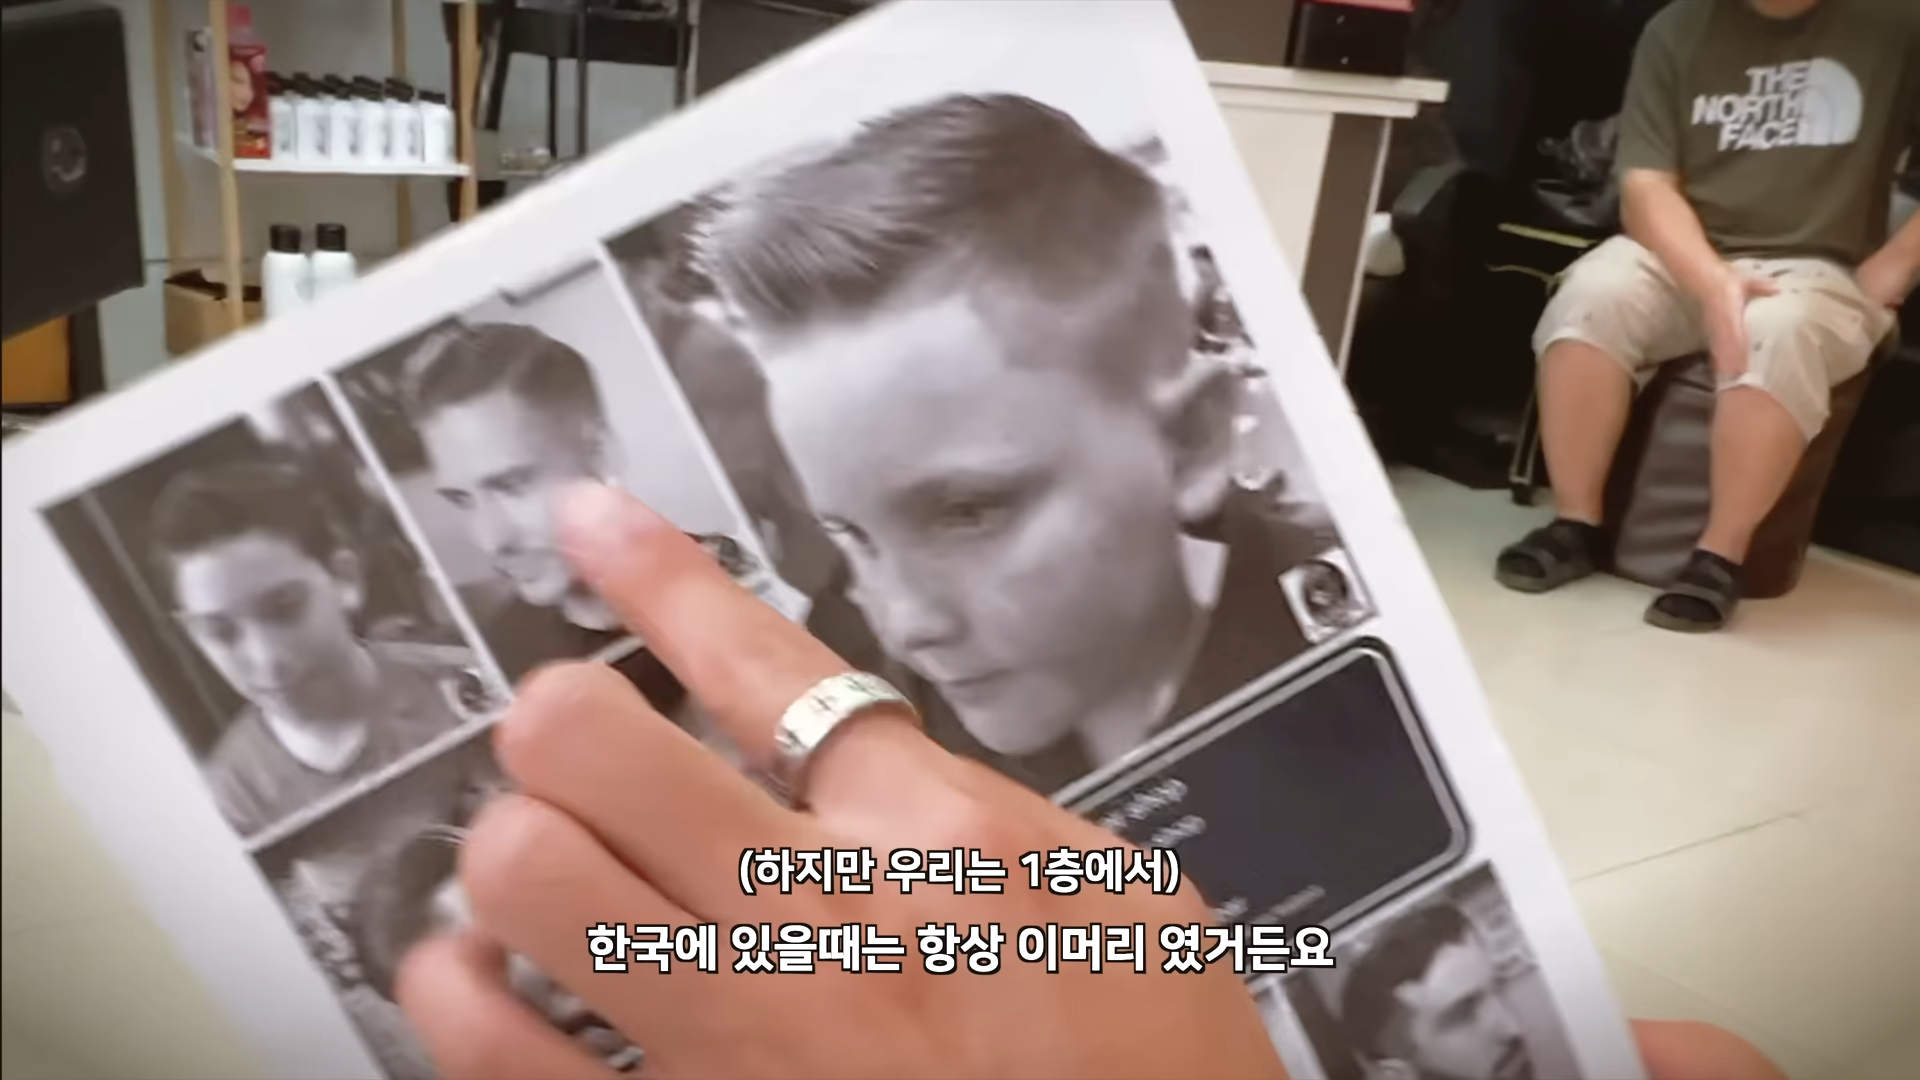 THE
NORTH
FACE
shop
(하지만 우리는 1층에서)
한국에 있을때는 항상 이머리 였거든요